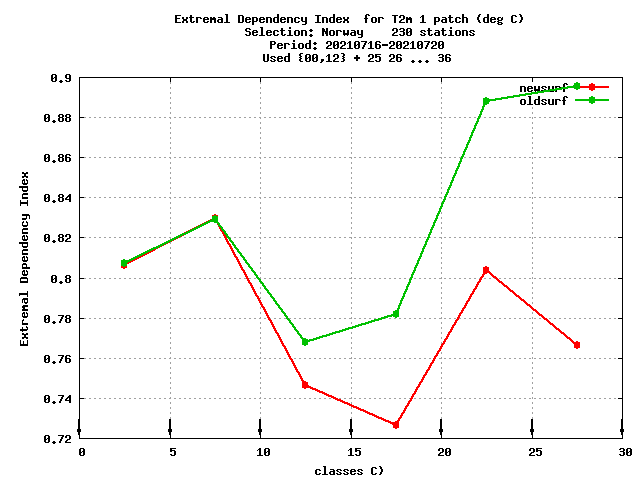 Extremal Dependency Index  for T2m 1 patch (deg C)
Selection: Norway    230 stations
Period: 20210716-20210720
Used {00,12} + 25 26 ... 36
newsurf
oldsurf
0.9
0.88
0.86
0.84
0.82
0.8
0.78
0.76
0.74
0.72
Extremal Dependency Index
0 5 10 15 20 25 30
classes C)